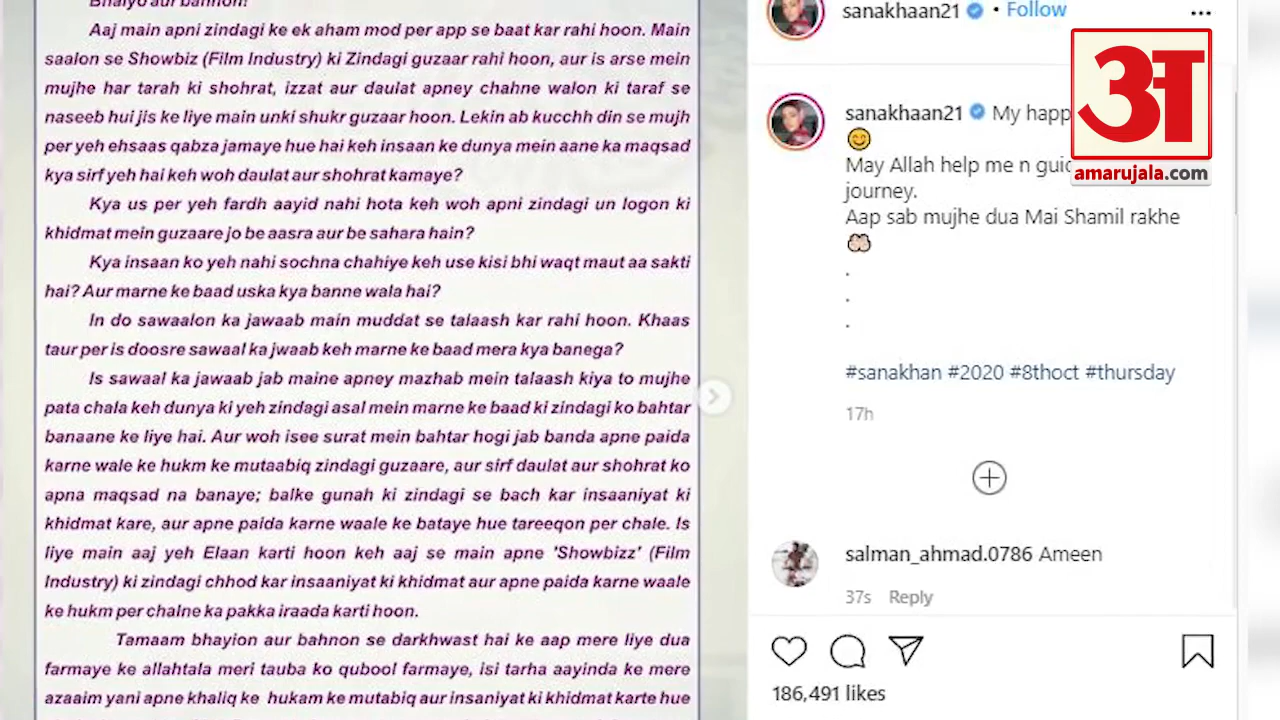 Bhaiyo aur bahnon!
Aaj main apni zindagi ke ek aham mod per app se baat kar rahi hoon. Main
saalon se Showbiz (Film Industry) ki Zindagi guzaar rahi hoon, aur is arse mein
mujhe har tarah ki shohrat, izzat aur daulat apney chahne walon ki taraf se
naseeb hui jis ke liye main unki shukr guzaar hoon. Lekin ab kucchh din se mujh
per yeh ehsaas qabza jamaye hue hai keh insaan ke dunya mein aane ka maqsad
kya sirf yeh hai keh woh daulat aur shohrat kamaye?
Kya us per yeh fardh aayid nahi hota keh woh apni zindagi un logon ki
khidmat mein guzaare jo be aasra aur be sahara hain?
Kya insaan ko yeh nahi sochna chahiye keh use kisi bhi waqt maut aa sakti
hai? Aur marne ke baad uska kya banne wala hai?
In do sawaalon ka jawaab main muddat se talaash kar rahi hoon. Khaas
taur per is doosre sawaal ka jwaab keh marne ke baad mera kya banega?
Is sawaal ka jawaab jab maine apney mazhab mein talaash kiya to mujhe
pata chala keh dunya ki yeh zindagi asal mein marne ke baad ki zindagi ko bahtar
banaane ke liye hai. Aur woh isee surat mein bahtar hogi jab banda apne paida
karne wale ke hukm ke mutaabiq zindagi guzaare, aur sirf daulat aur shohrat ko
apna maqsad na banaye; balke gunah ki zindagi se bach kar insaaniyat ki
khidmat kare, aur apne paida karne waale ke bataye hue tareeqon per chale. Is
liye main aaj yeh Elaan karti hoon keh aaj se main apne 'Showbizz' (Film
Industry) ki zindagi chhod kar insaaniyat ki khidmat aur apne paida karne waale
ke hukm per chalne ka pakka iraada karti hoon.
Tamaam bhayion aur bahnon se darkhwast hai ke aap mere liye dua
farmaye ke allahtala meri tauba ko qubool farmaye, isi tarha aayinda ke mere
azaaim yani apne khaliq ke hukam ke mutabiq aur insaniyat ki khidmat karte hue
sanakhaan21 • Follow
sanakhaan21 My happ
😊
May Allah help me n guid
journey.
Aap sab mujhe dua Mai Shamil rakhe
🤲🏻
.
.
.
#sanakhan #2020 #8thoct #thursday
17h
salman_ahmad.0786 Ameen
37s Reply
186,491 likes
अ
amarujala.com